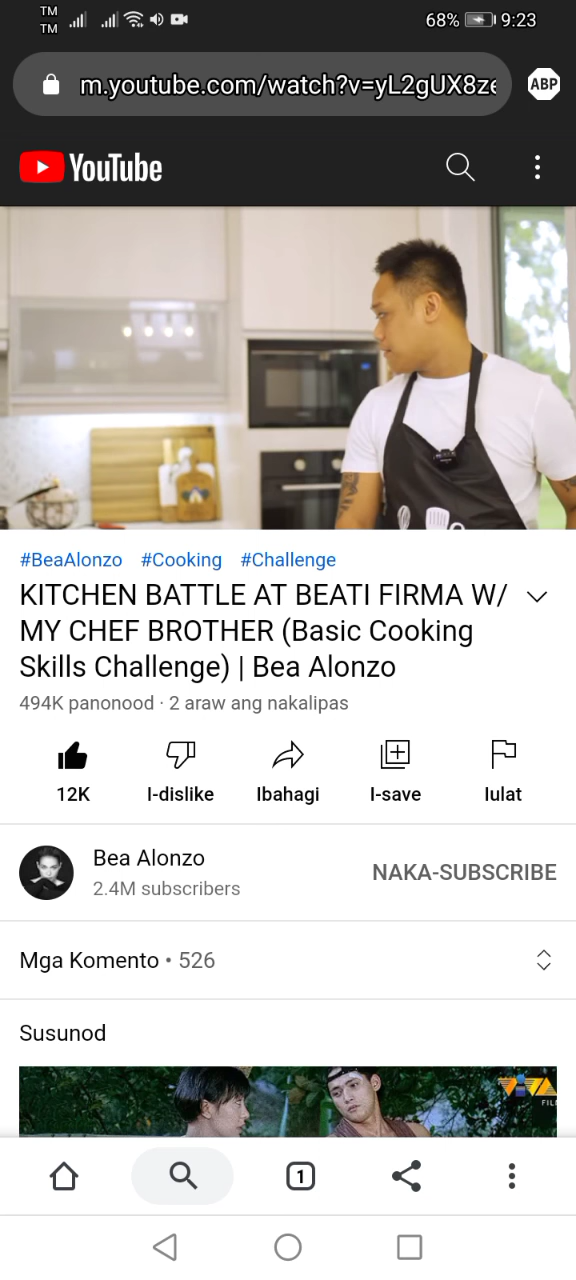 TM
TM
68% 9:23
m.youtube.com/watch?v=yL2gUX8ze
ABP
YouTube
#BeaAlonzo #Cooking #Challenge
KITCHEN BATTLE AT BEATI FIRMA W/
MY CHEF BROTHER (Basic Cooking
Skills Challenge) | Bea Alonzo
494K panonood · 2 araw ang nakalipas
12K I-dislike Ibahagi I-save Iulat
Bea Alonzo
2.4M subscribers
NAKA-SUBSCRIBE
Mga Komento • 526
Susunod
VIVA
FIL
1